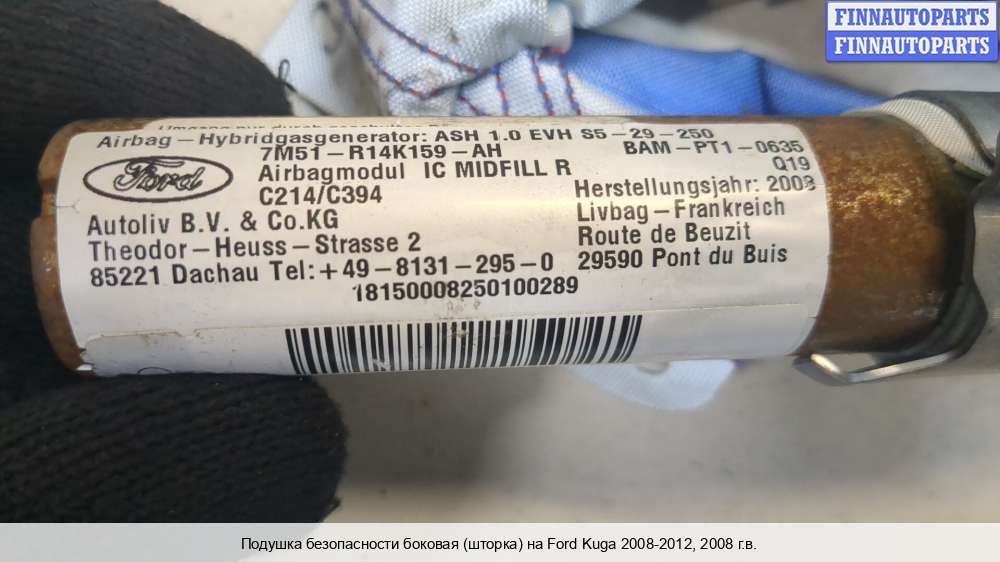 FINNAUTOPARTS
FINNAUTOPARTS
Airbag-Hybridgasgenerator: ASH 1.0 EVH S5-29-250
7M51-R14K159-AH BAM-PT1-0635
Airbagmodul IC MIDFILL R Q19
Ford
C214/C394 Herstellungsjahr: 2008
Autoliv B.V. & Co.KG Livbag-Frankreich
Theodor-Heuss-Strasse 2 Route de Beuzit
85221 Dachau Tel:+49-8131-295-0 29590 Pont du Buis
18150008250100289
Подушка безопасности боковая (шторка) на Ford Kuga 2008-2012, 2008 г.в.